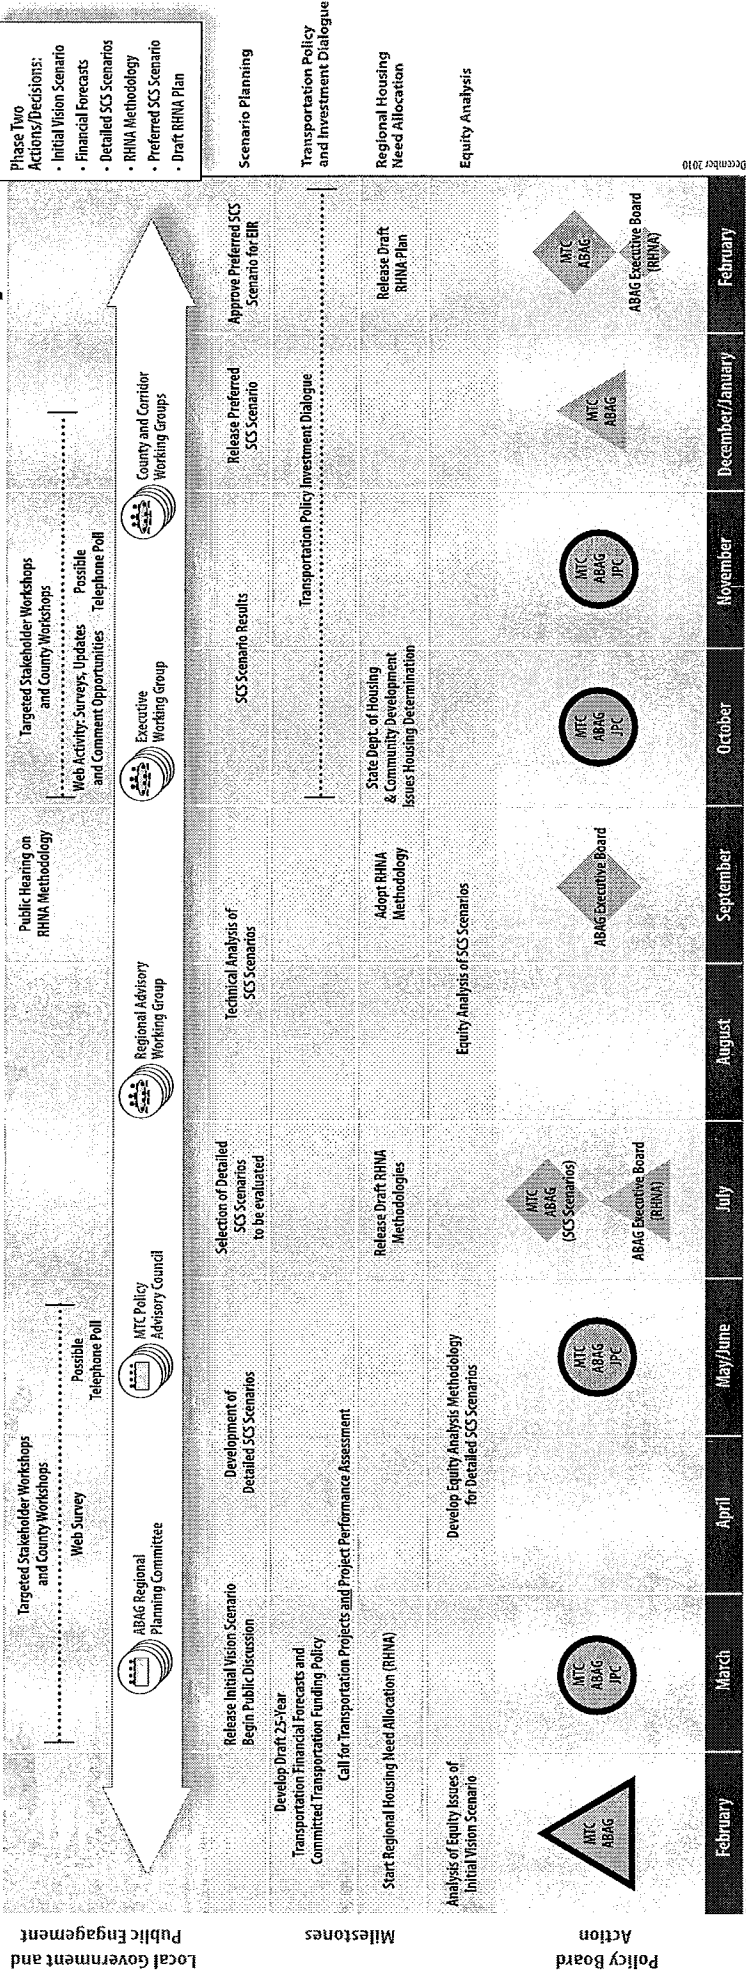 Phase Two
Actions/Decisions:
• Initial Vision Scenario
• Financial Forecasts
• Detailed SCS Scenarios
• RHNA Methodology
• Preferred SCS Scenario
• Draft RHNA Plan
Local Government and
Public Engagement
Targeted Stakeholder Workshops
and County Workshops
Web Survey
Possible
Telephone Poll
Public Hearing on
RHNA Methodology
Targeted Stakeholder Workshops
and County Workshops
Web Activity: Surveys, Updates
and Comment Opportunities
Possible
Telephone Poll
ABAG Regional
Planning Committee
MTC Policy
Advisory Council
Regional Advisory
Working Group
Executive
Working Group
County and Corridor
Working Groups
Milestones
Release Initial Vision Scenario
Begin Public Discussion
Development of
Detailed SCS Scenarios
Selection of Detailed
SCS Scenarios
to be evaluated
Technical Analysis of
SCS Scenarios
SCS Scenario Results
Release Preferred
SCS Scenario
Approve Preferred SCS
Scenario for EIR
Scenario Planning
Develop Draft 25-Year
Transportation Financial Forecasts and
Committed Transportation Funding Policy
Call for Transportation Projects and Project Performance Assessment
Transportation Policy Investment Dialogue
Transportation Policy
and Investment Dialogue
Start Regional Housing Need Allocation (RHNA)
Release Draft RHNA
Methodologies
Adopt RHNA
Methodology
State Dept. of Housing
& Community Development
Issues Housing Determination
Release Draft
RHNA Plan
Regional Housing
Need Allocation
Analysis of Equity Issues of
Initial Vision Scenario
Develop Equity Analysis Methodology
for Detailed SCS Scenarios
Equity Analysis of SCS Scenarios
Equity Analysis
Policy Board
Action
MTC
ABAG
MTC
ABAG
JPC
MTC
ABAG
JPC
MTC
ABAG
(SCS Scenarios)
ABAG Executive Board
(RHNA)
ABAG Executive Board
MTC
ABAG
JPC
MTC
ABAG
JPC
MTC
ABAG
MTC
ABAG
ABAG Executive Board
(RHNA)
February
March
April
May/June
July
August
September
October
November
December/January
February
December 2010